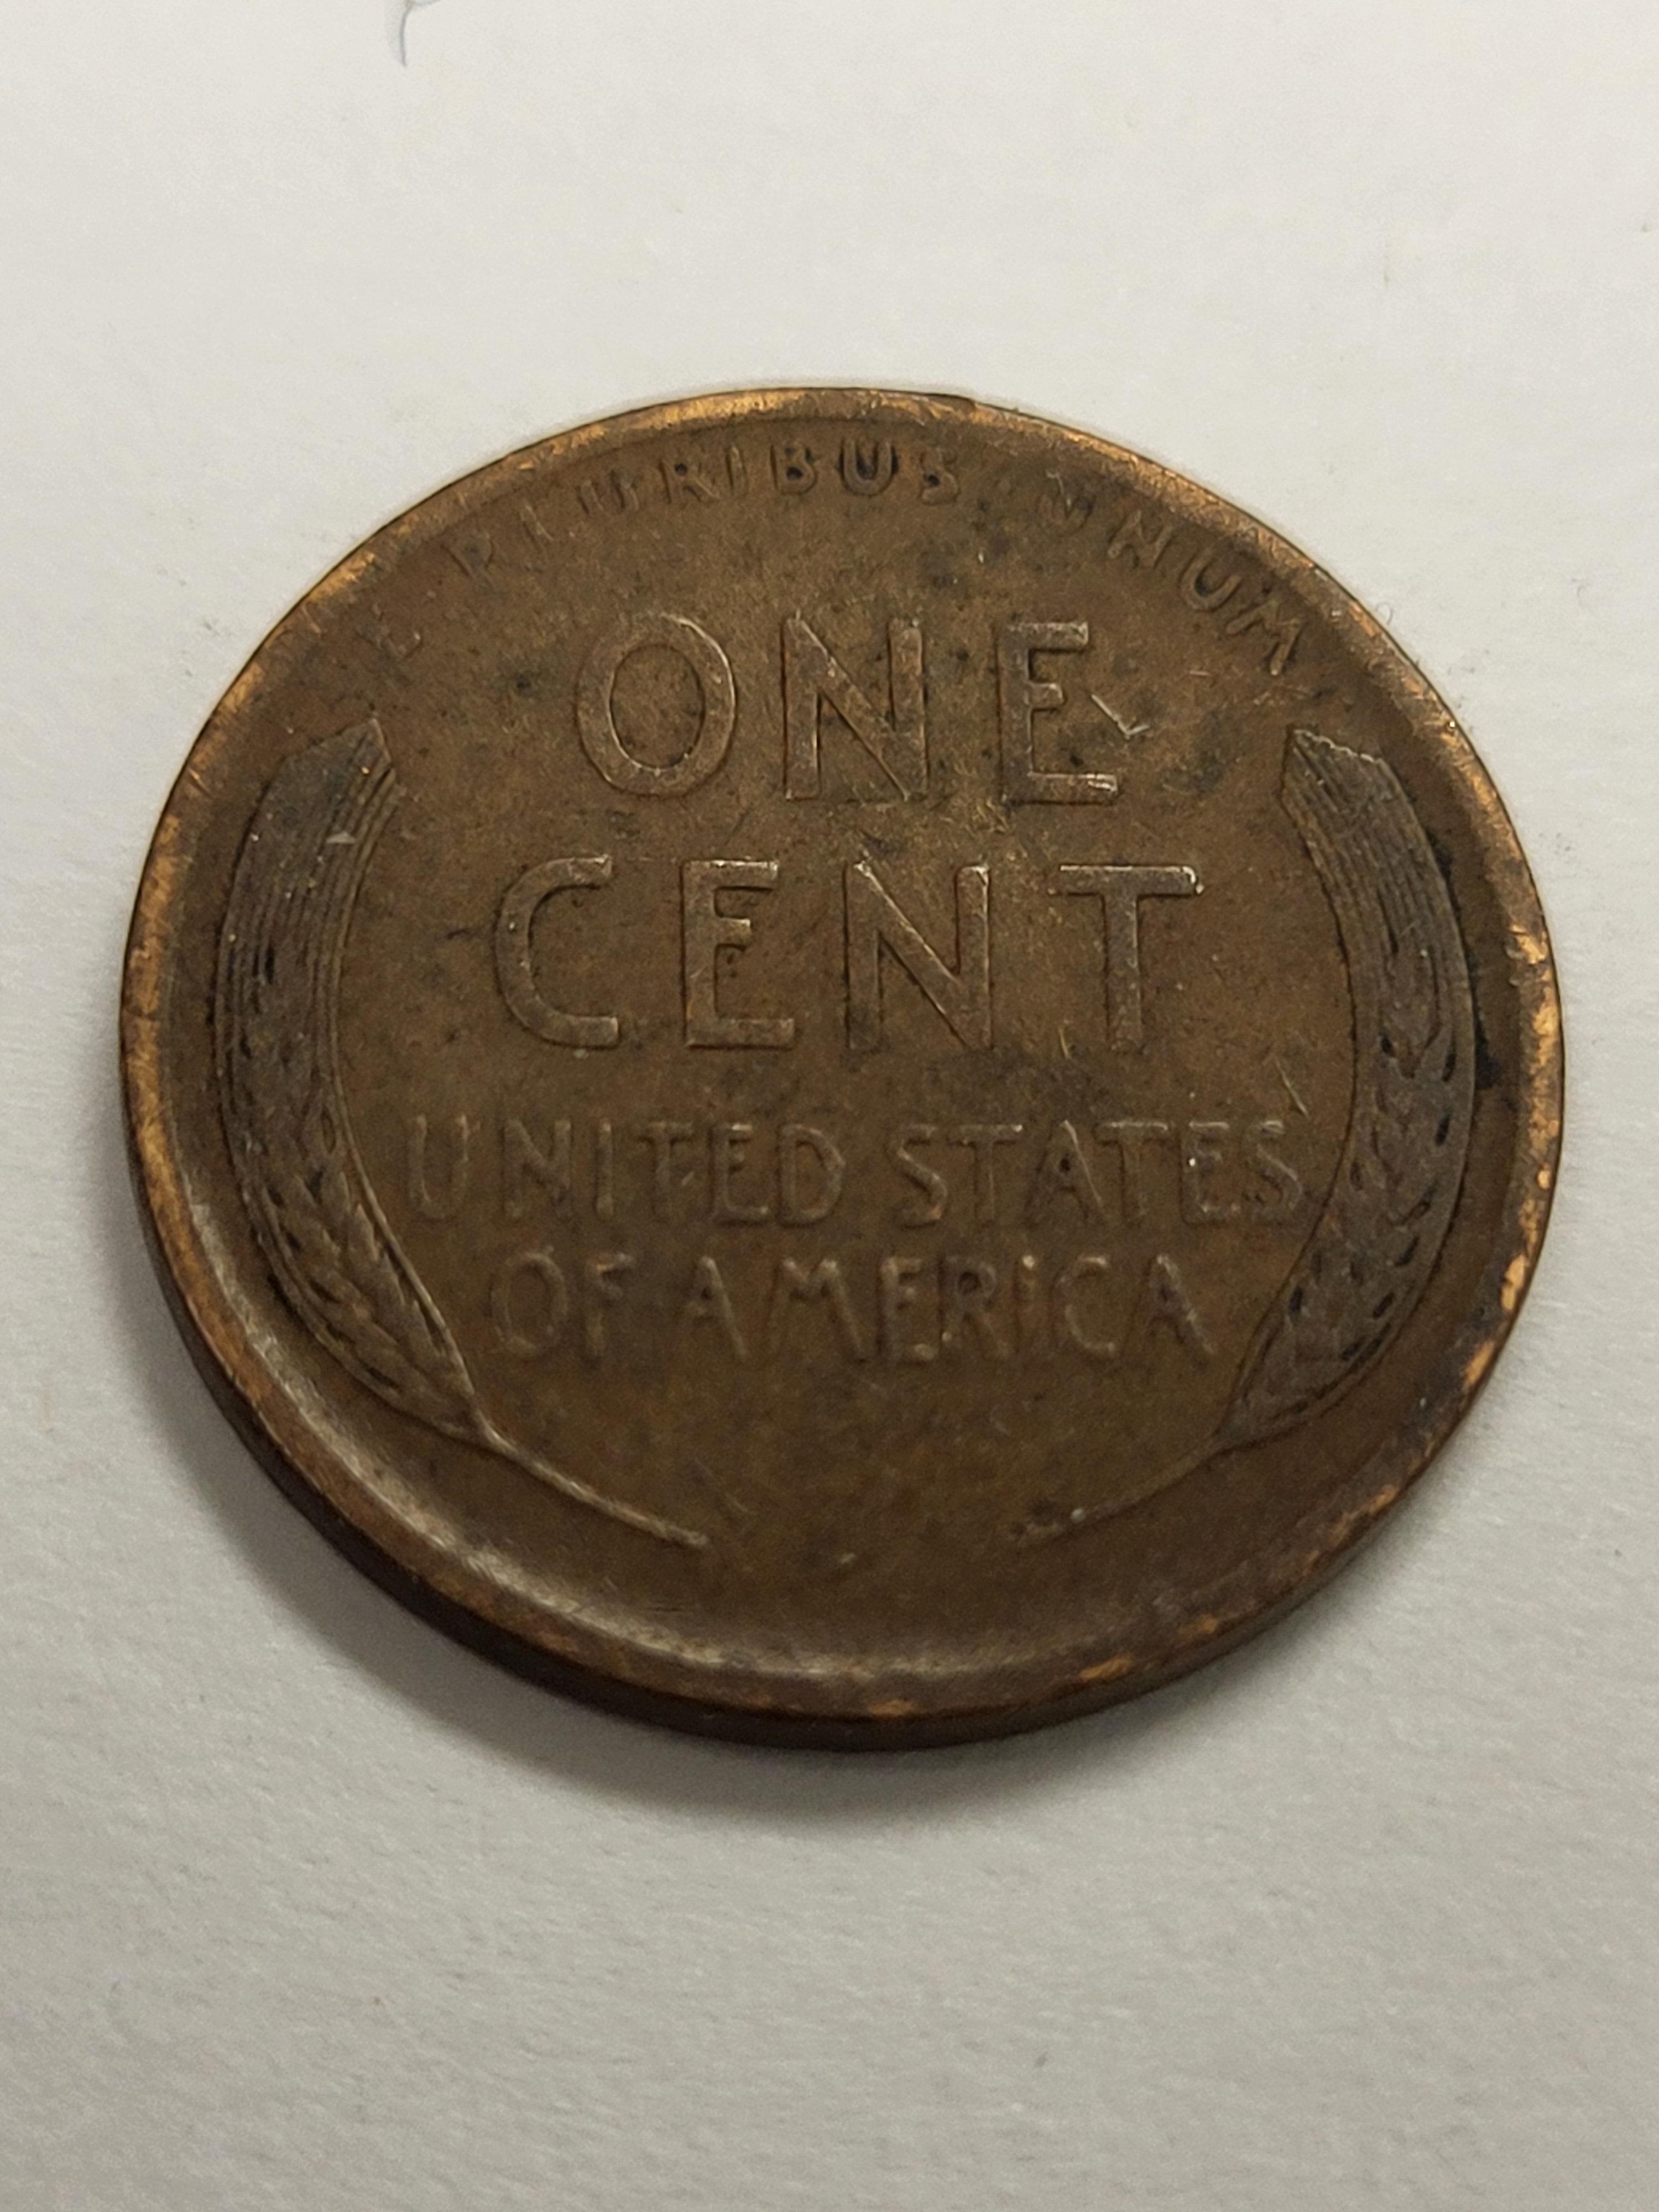 E PLURIBUS UNUM
ONE
CENT
UNITED STATES
OF AMERICA